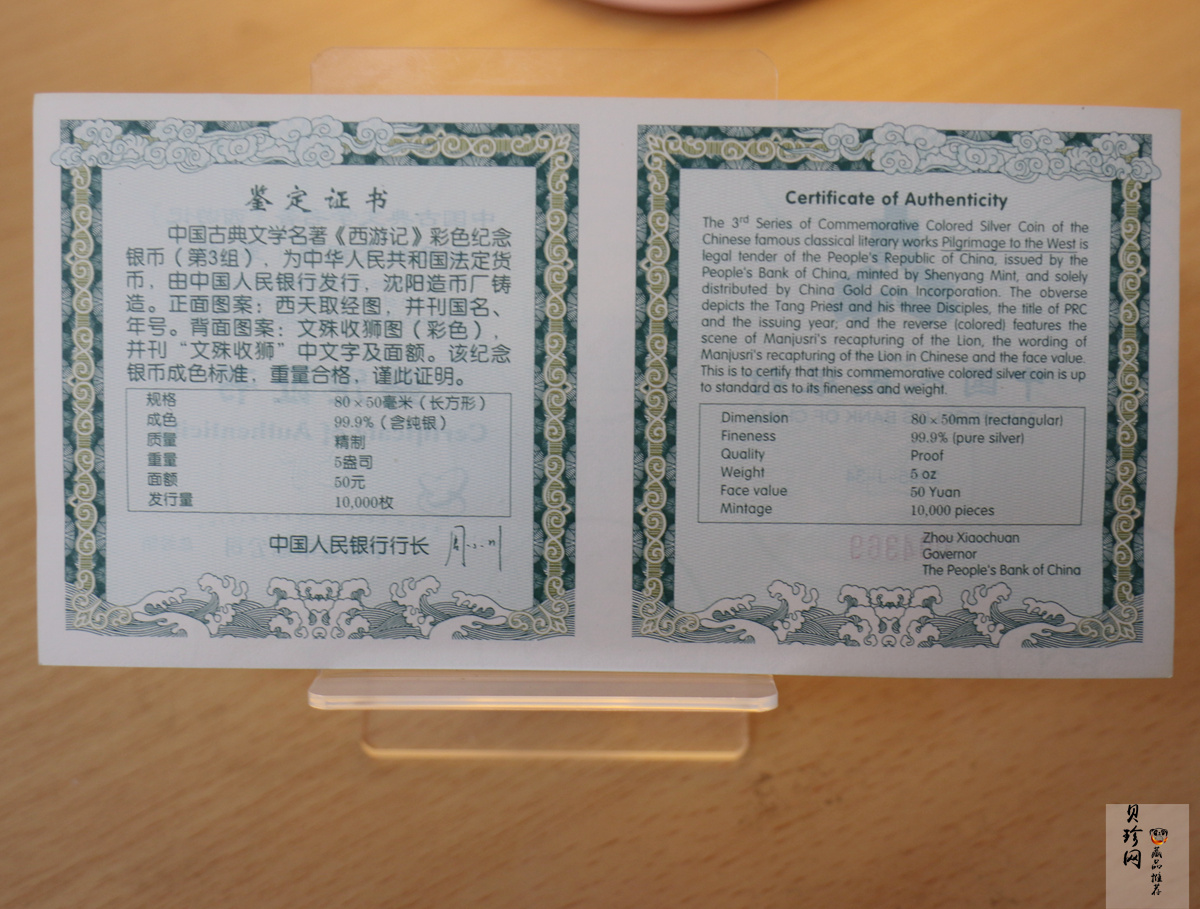 鉴定证书
中国古典文学名著《西游记》彩色纪念
银币（第3组），为中华人民共和国法定货
币，由中国人民银行发行，沈阳造币厂铸
造。正面图案：西天取经图，并刊国名、
年号。背面图案：文殊收狮图（彩色），
并刊“文殊收狮”中文字及面额。该纪念
银币成色标准，重量合格，谨此证明。
规格 80×50毫米（长方形）
成色 99.9%（含纯银）
质量 精制
重量 5盎司
面额 50元
发行量 10,000枚
中国人民银行行长
Certificate of Authenticity
The 3rd Series of Commemorative Colored Silver Coin of the
Chinese famous classical literary works Pilgrimage to the West is
legal tender of the People's Republic of China, issued by the
People's Bank of China, minted by Shenyang Mint, and solely
distributed by China Gold Coin Incorporation. The obverse
depicts the Tang Priest and his three Disciples, the title of PRC
and the issuing year; and the reverse (colored) features the
scene of Manjusri's recapturing of the Lion, the wording of
Manjusri's recapturing of the Lion in Chinese and the face value.
This is to certify that this commemorative colored silver coin is up
to standard as to its fineness and weight.
Dimension 80×50mm (rectangular)
Fineness 99.9% (pure silver)
Quality Proof
Weight 5 oz
Face value 50 Yuan
Mintage 10,000 pieces
Zhou Xiaochuan
Governor
The People's Bank of China
贝珍网
藏品推荐